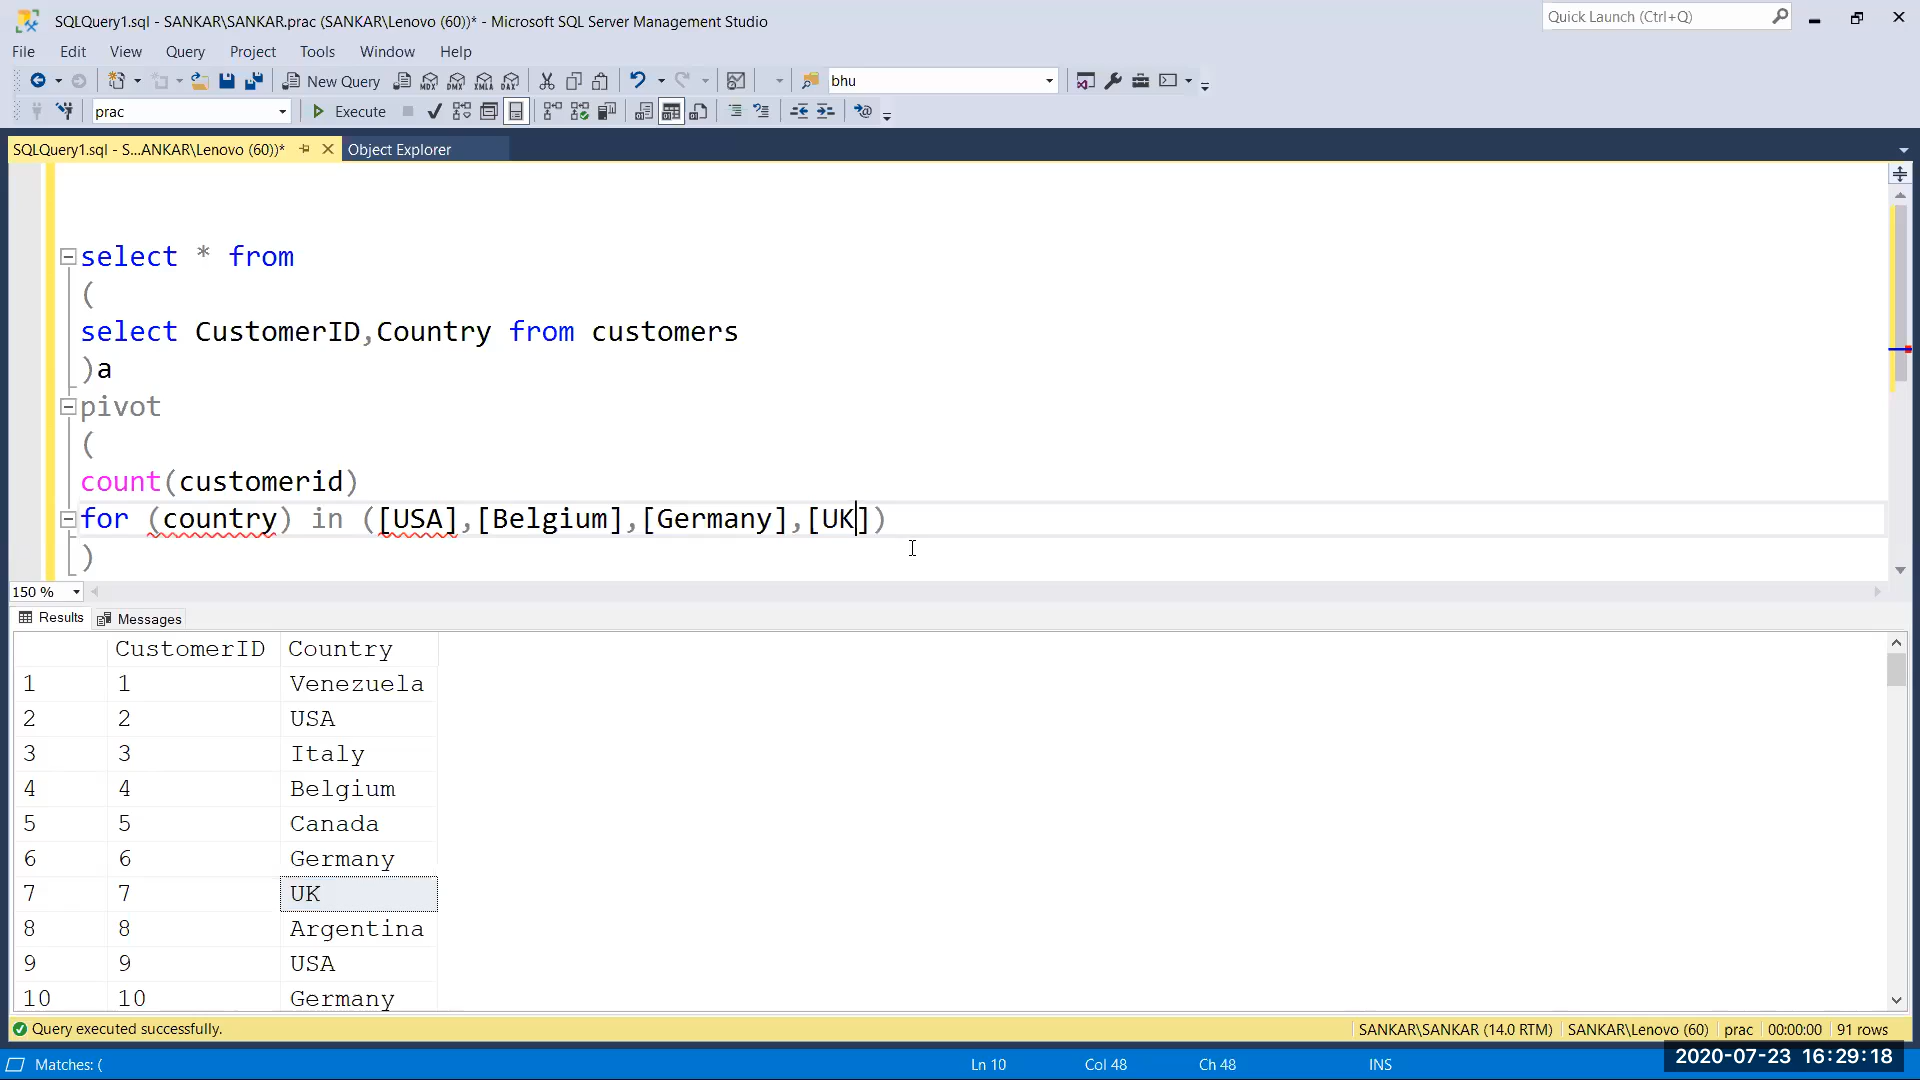 SQLQuery1.sql - SANKAR\SANKAR.prac (SANKAR\Lenovo (60))* - Microsoft SQL Server Management Studio
Quick Launch (Ctrl+Q)
File Edit View Query Project Tools Window Help
New Query MDX DMX XMLA DAX bhu
prac Execute
SQLQuery1.sql - S...ANKAR\Lenovo (60))* Object Explorer
select * from
(
select CustomerID,Country from customers
)a
pivot
(
count(customerid)
for (country) in ([USA],[Belgium],[Germany],[UK])
)
150 %
Results Messages
CustomerID Country
1 1 Venezuela
2 2 USA
3 3 Italy
4 4 Belgium
5 5 Canada
6 6 Germany
7 7 UK
8 8 Argentina
9 9 USA
10 10 Germany
Query executed successfully. SANKAR\SANKAR (14.0 RTM) SANKAR\Lenovo (60) prac 00:00:00 91 rows
Matches: ( Ln 10 Col 48 Ch 48 INS
2020-07-23 16:29:18